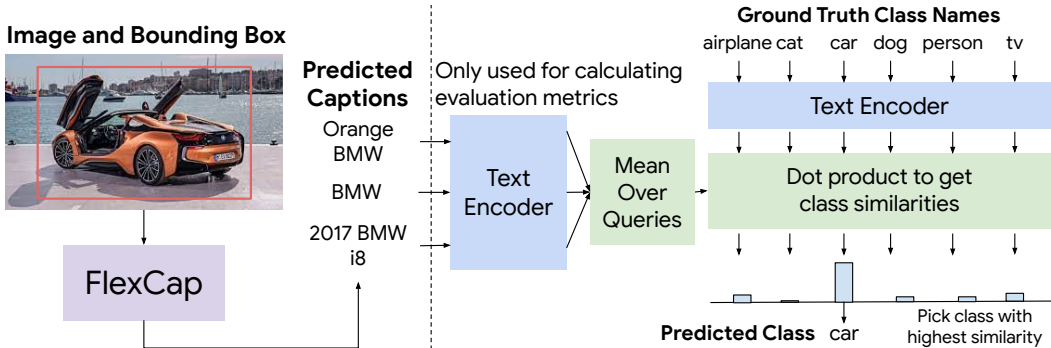 Image and Bounding Box
FlexCap
Predicted
Captions
Orange
BMW
BMW
2017 BMW
i8
Only used for calculating
evaluation metrics
Text
Encoder
Mean
Over
Queries
Ground Truth Class Names
airplane cat car dog person tv
Text Encoder
Dot product to get
class similarities
Predicted Class car
Pick class with
highest similarity